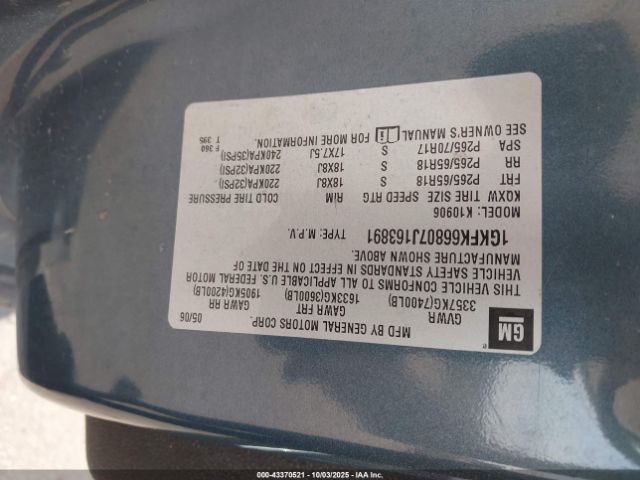 GM
MFD BY GENERAL MOTORS CORP. 05/06
GVWR GAWR FRT GAWR RR
3357KG(7400LB) 1633KG(3600LB) 1905KG(4200LB)
THIS VEHICLE CONFORMS TO ALL APPLICABLE U.S. FEDERAL MOTOR
VEHICLE SAFETY STANDARDS IN EFFECT ON THE DATE OF
MANUFACTURE SHOWN ABOVE.
1GKFK66807J163891 TYPE: M.P.V.
MODEL: K10906
KQXW TIRE SIZE SPEED RTG RIM COLD TIRE PRESSURE
FRT P265/65R18 S 18X8J 220KPA(32PSI)
RR P265/65R18 S 18X8J 220KPA(32PSI)
SPA P265/70R17 S 17X7.5J 240KPA(35PSI)
SEE OWNER'S MANUAL FOR MORE INFORMATION.
F 360
T 395
000-43370521 - 10/03/2025 - Copyright © 2025 - IAA Inc.